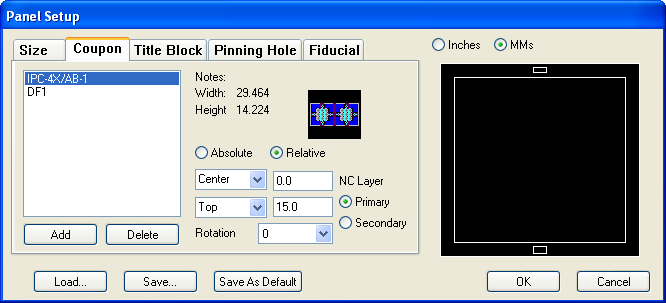 Panel Setup
Size Coupon Title Block Pinning Hole Fiducial
Inches MMs
IPC-4X/AB-1
DF1
Notes:
Width: 29.464
Height 14.224
Absolute Relative
Center 0.0 NC Layer
Primary
Top 15.0
Secondary
Rotation 0
Add Delete
Load... Save... Save As Default OK Cancel